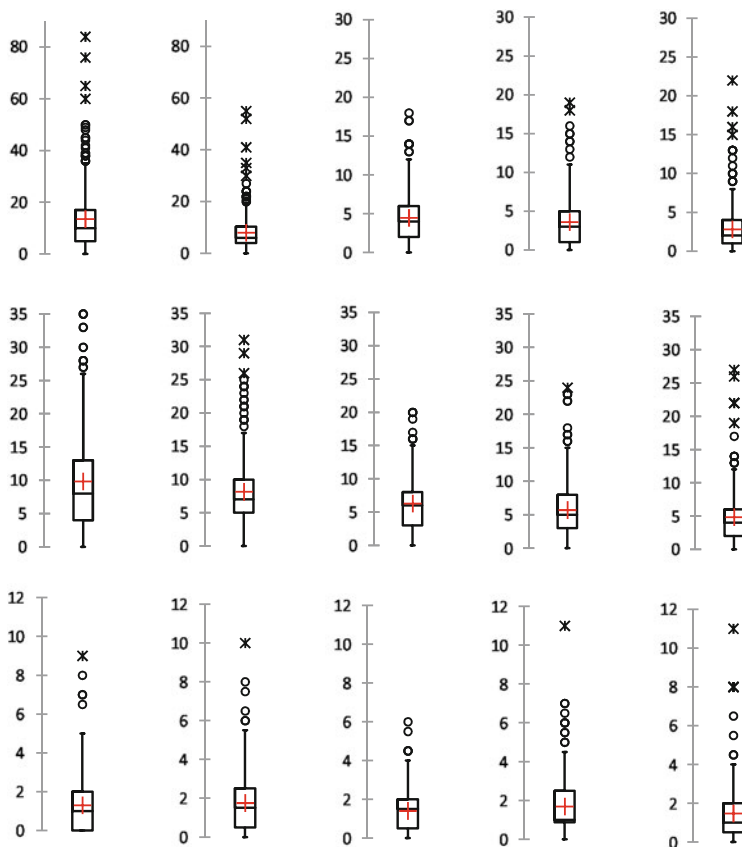 80 80 30 30 30
60 60 25 25 25
40 40 20 20 20
20 20 15 15 15
0 0 10 10 10
5 5 5
0 0 0
35 35 35 35 35
30 30 30 30 30
25 25 25 25 25
20 20 20 20 20
15 15 15 15 15
10 10 10 10 10
5 5 5 5 5
0 0 0 0 0
12 12 12 12 12
10 10 10 10 10
8 8 8 8 8
6 6 6 6 6
4 4 4 4 4
2 2 2 2 2
0 0 0 0 0